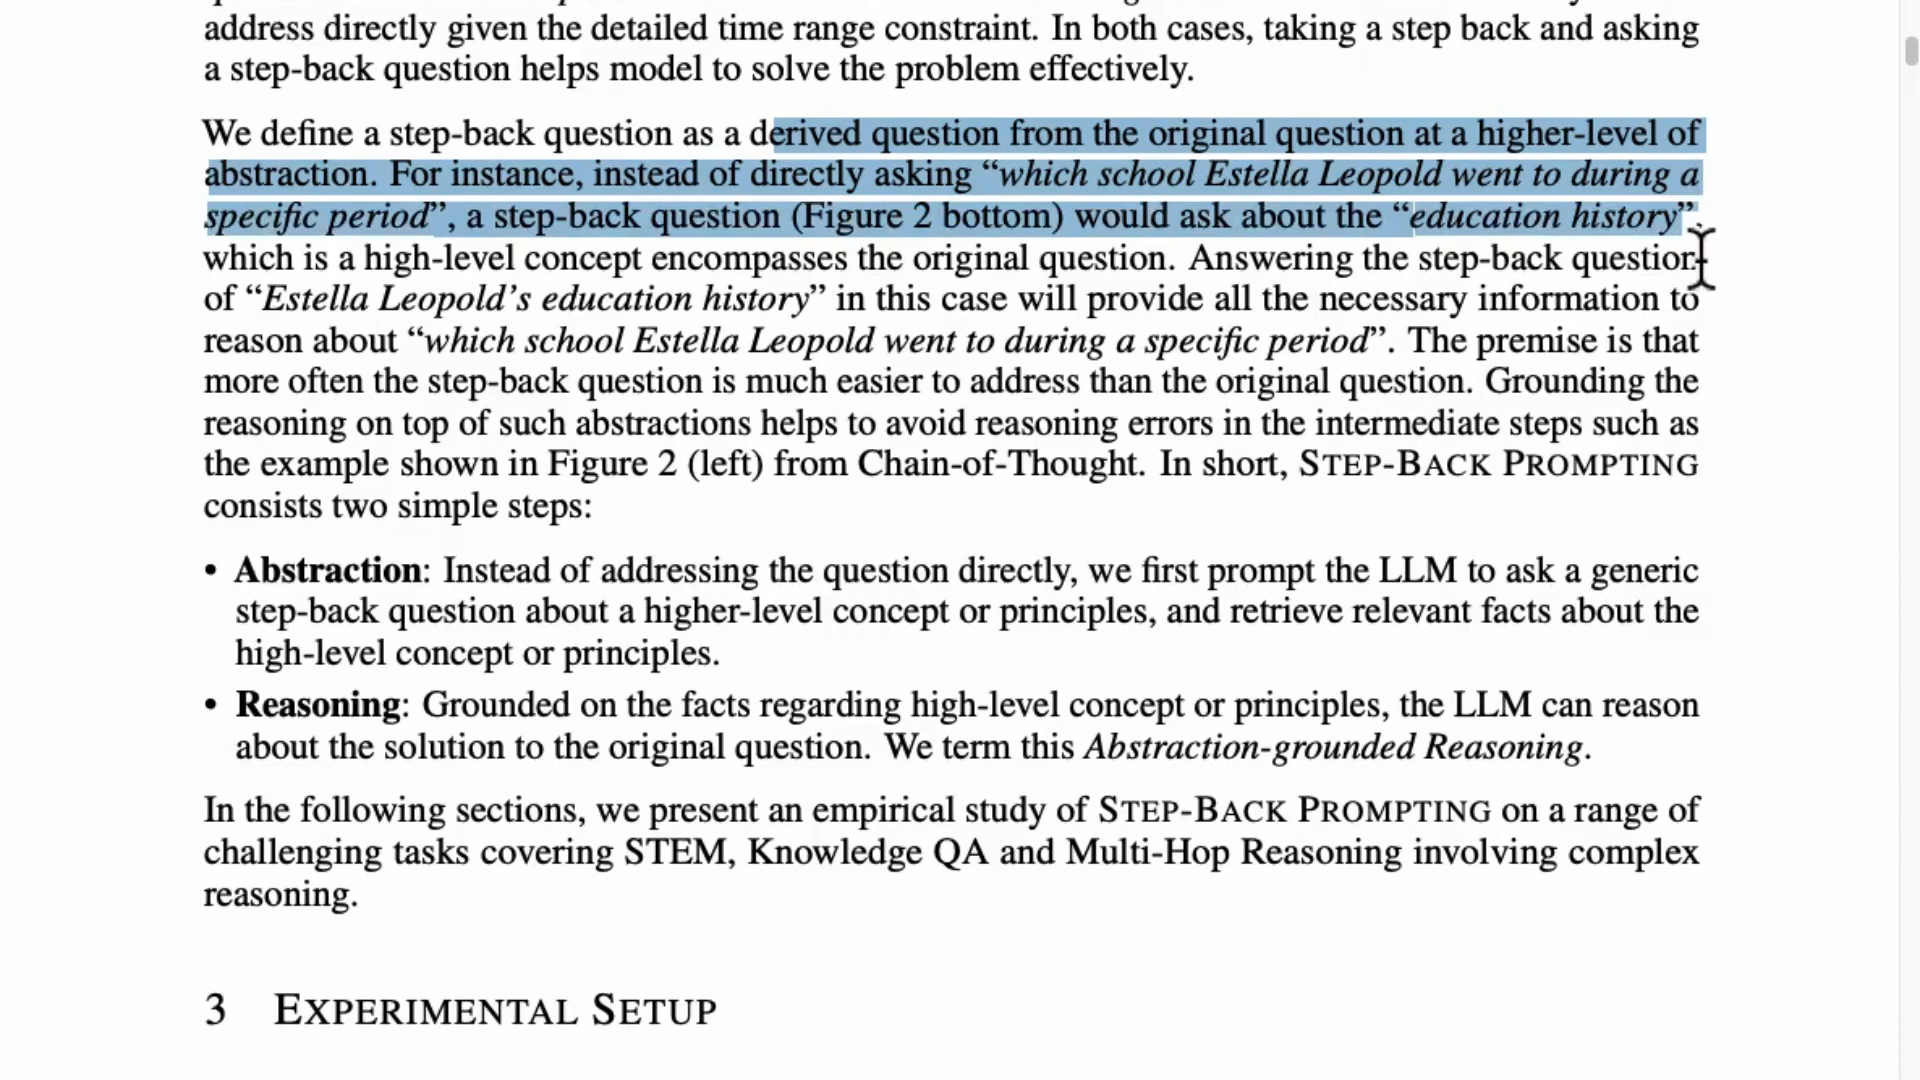 address directly given the detailed time range constraint. In both cases, taking a step back and asking
a step-back question helps model to solve the problem effectively.
We define a step-back question as a derived question from the original question at a higher-level of
abstraction. For instance, instead of directly asking “which school Estella Leopold went to during a
specific period”, a step-back question (Figure 2 bottom) would ask about the “education history”,
which is a high-level concept encompasses the original question. Answering the step-back question
of “Estella Leopold’s education history” in this case will provide all the necessary information to
reason about “which school Estella Leopold went to during a specific period”. The premise is that
more often the step-back question is much easier to address than the original question. Grounding the
reasoning on top of such abstractions helps to avoid reasoning errors in the intermediate steps such as
the example shown in Figure 2 (left) from Chain-of-Thought. In short, STEP-BACK PROMPTING
consists two simple steps:
• Abstraction: Instead of addressing the question directly, we first prompt the LLM to ask a generic
step-back question about a higher-level concept or principles, and retrieve relevant facts about the
high-level concept or principles.
• Reasoning: Grounded on the facts regarding high-level concept or principles, the LLM can reason
about the solution to the original question. We term this Abstraction-grounded Reasoning.
In the following sections, we present an empirical study of STEP-BACK PROMPTING on a range of
challenging tasks covering STEM, Knowledge QA and Multi-Hop Reasoning involving complex
reasoning.
3 EXPERIMENTAL SETUP